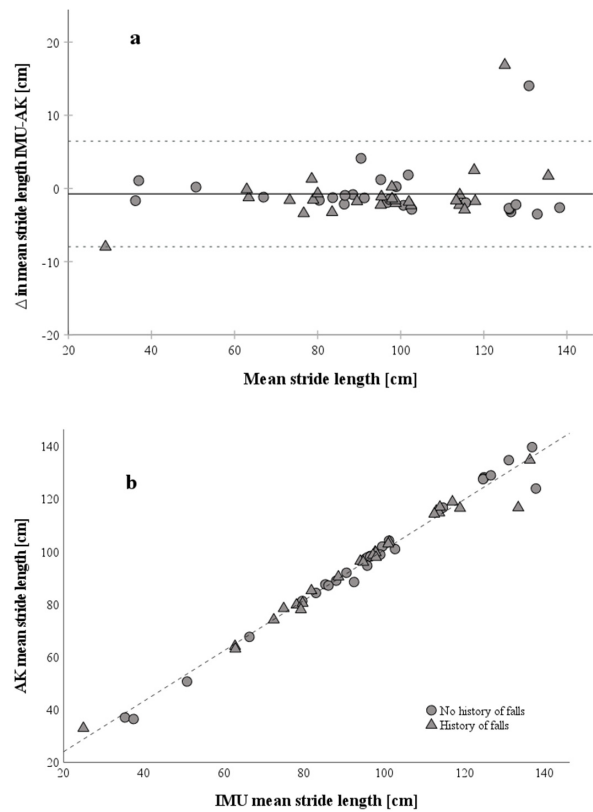 a
20
10
0
-10
-20
Δ in mean stride length IMU-AK [cm]
20 40 60 80 100 120 140
Mean stride length [cm]
b
140
120
100
80
60
40
20
AK mean stride length [cm]
No history of falls
History of falls
20 40 60 80 100 120 140
IMU mean stride length [cm]